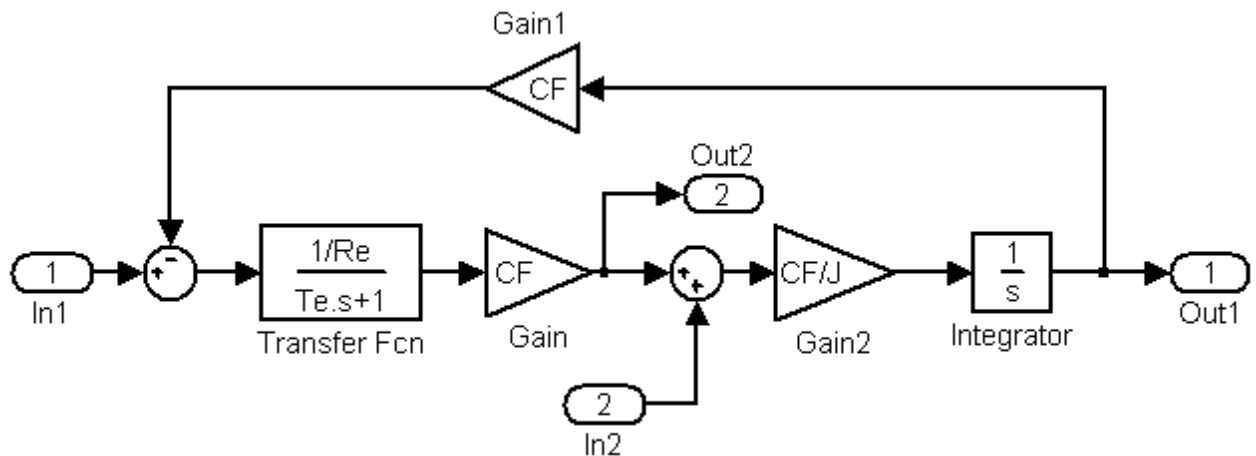 Gain1
CF
Out2
2
1
In1
+
-
1/Re
Te.s+1
Transfer Fcn
CF
Gain
+
+
2
In2
CF/J
Gain2
1
s
Integrator
1
Out1